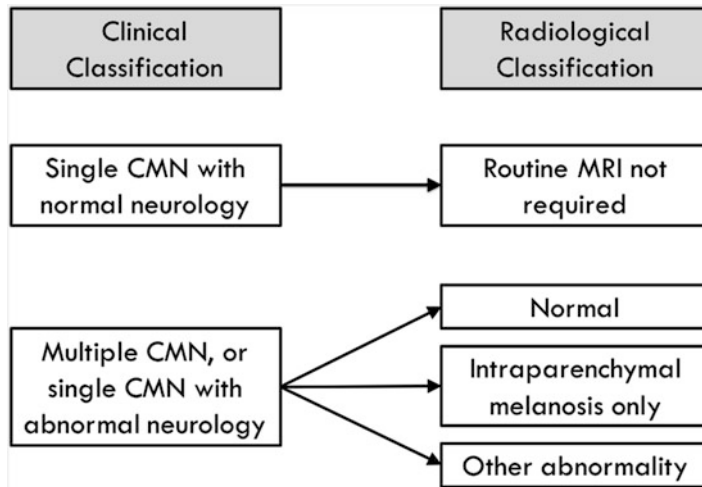 Clinical
Classification
Radiological
Classification
Single CMN with
normal neurology
Routine MRI not
required
Multiple CMN, or
single CMN with
abnormal neurology
Normal
Intraparenchymal
melanosis only
Other abnormality